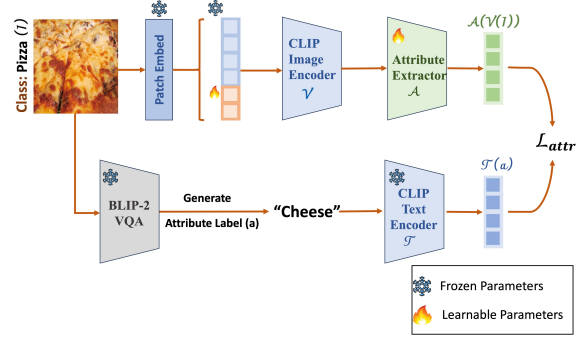 Class: Pizza (I)
Patch Embed
CLIP
Image
Encoder
𝒱
Attribute
Extractor
𝒜
𝒜(𝒱(I))
ℒattr
BLIP-2
VQA
Generate
Attribute Label (a)
“Cheese”
CLIP
Text
Encoder
𝒯
𝒯(a)
Frozen Parameters
Learnable Parameters